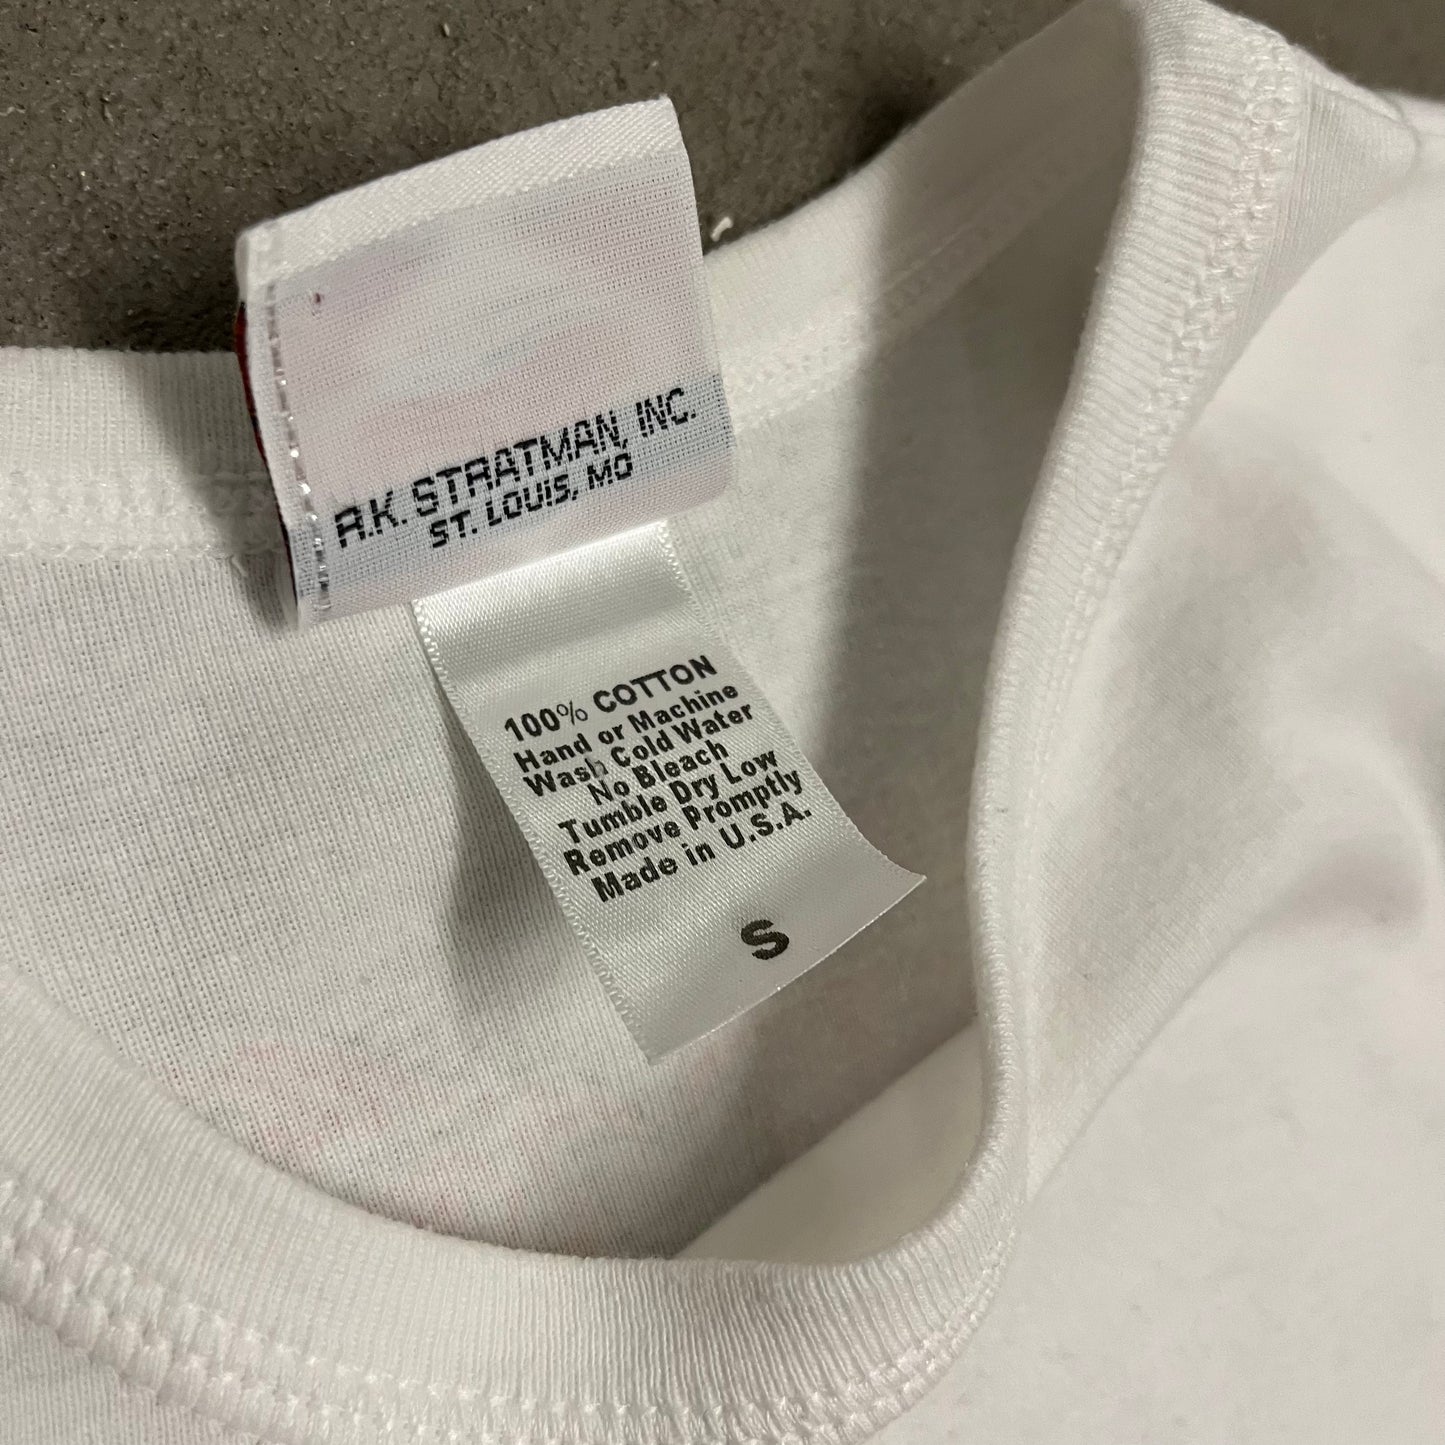 A.K. STRATMAN, INC.
ST. LOUIS, MO
100% COTTON
Hand or Machine
Wash Cold Water
No Bleach
Tumble Dry Low
Remove Promptly
Made in U.S.A.
S